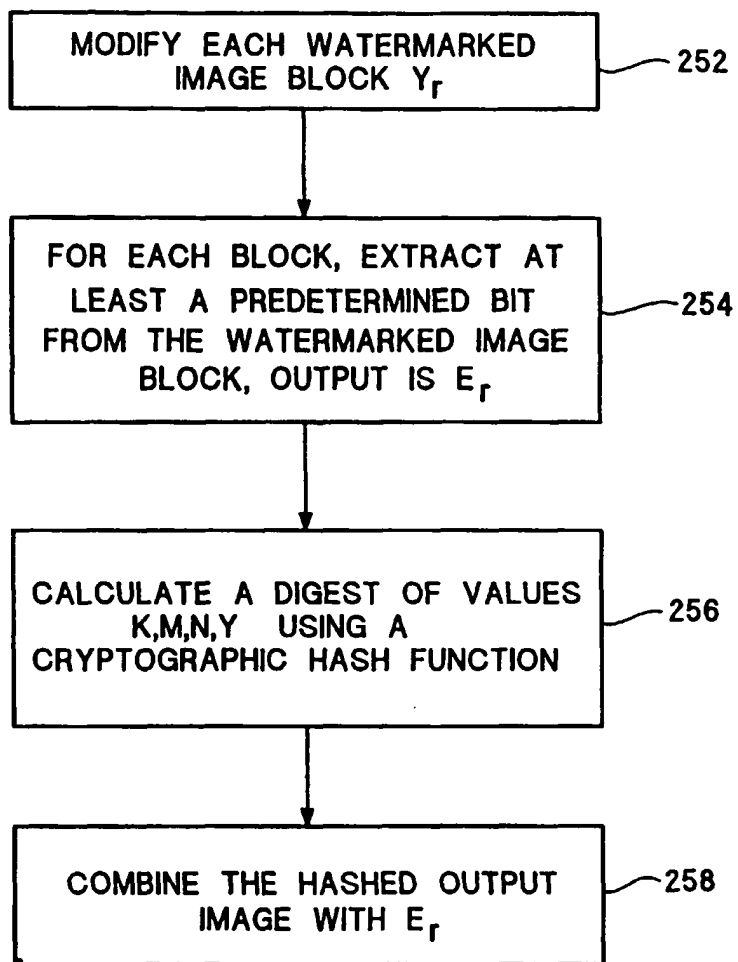 MODIFY EACH WATERMARKED
IMAGE BLOCK Yr
252
FOR EACH BLOCK, EXTRACT AT
LEAST A PREDETERMINED BIT
FROM THE WATERMARKED IMAGE
BLOCK, OUTPUT IS Er
254
CALCULATE A DIGEST OF VALUES
K,M,N,Y USING A
CRYPTOGRAPHIC HASH FUNCTION
256
COMBINE THE HASHED OUTPUT
IMAGE WITH Er
258